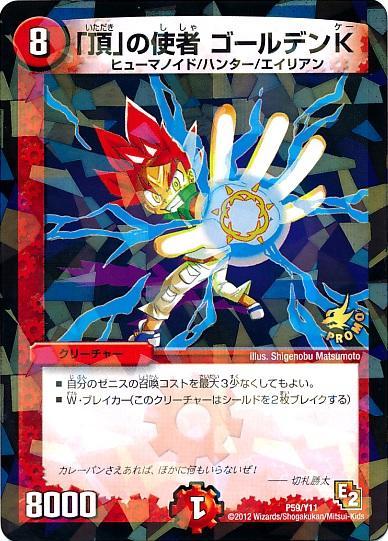 8
「頂」の使者 ゴールデンK
いただき ししゃ ケー
ヒューマノイド/ハンター/エイリアン
PROMO
クリーチャー
illus. Shigenobu Matsumoto
■ 自分のゼニスの召喚コストを最大3少なくしてもよい。
■ W・ブレイカー(このクリーチャーはシールドを2枚ブレイクする)
カレーパンさえあれば、ほかに何もいらないぜ!
―― 切札勝太
8000
1
P59/Y11
E2
©2012 Wizards/Shogakukan/Mitsui-Kids